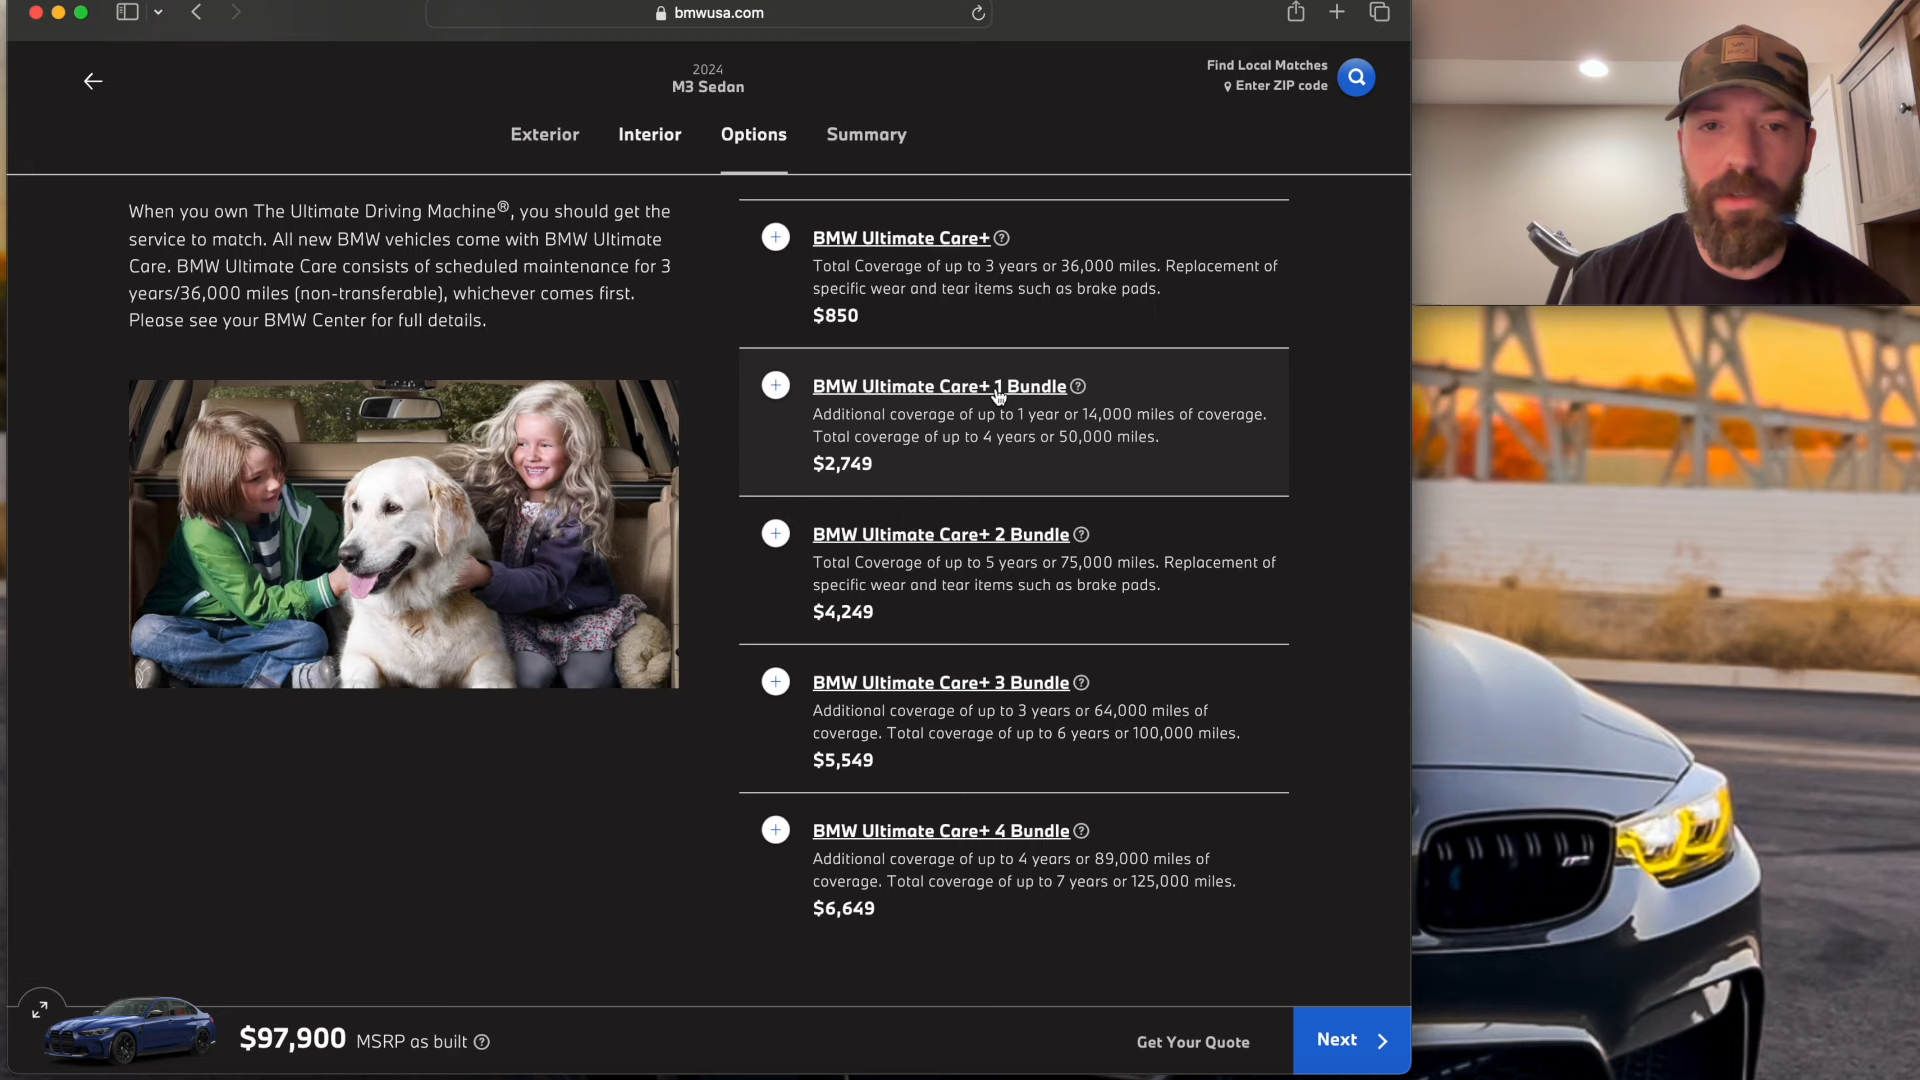 bmwusa.com
2024
M3 Sedan
Find Local Matches
Enter ZIP code
Exterior
Interior
Options
Summary
When you own The Ultimate Driving Machine®, you should get the
service to match. All new BMW vehicles come with BMW Ultimate
Care. BMW Ultimate Care consists of scheduled maintenance for 3
years/36,000 miles (non-transferable), whichever comes first.
Please see your BMW Center for full details.
BMW Ultimate Care+
Total Coverage of up to 3 years or 36,000 miles. Replacement of
specific wear and tear items such as brake pads.
$850
BMW Ultimate Care+ 1 Bundle
Additional coverage of up to 1 year or 14,000 miles of coverage.
Total coverage of up to 4 years or 50,000 miles.
$2,749
BMW Ultimate Care+ 2 Bundle
Total Coverage of up to 5 years or 75,000 miles. Replacement of
specific wear and tear items such as brake pads.
$4,249
BMW Ultimate Care+ 3 Bundle
Additional coverage of up to 3 years or 64,000 miles of
coverage. Total coverage of up to 6 years or 100,000 miles.
$5,549
BMW Ultimate Care+ 4 Bundle
Additional coverage of up to 4 years or 89,000 miles of
coverage. Total coverage of up to 7 years or 125,000 miles.
$6,649
$97,900 MSRP as built
Get Your Quote
Next